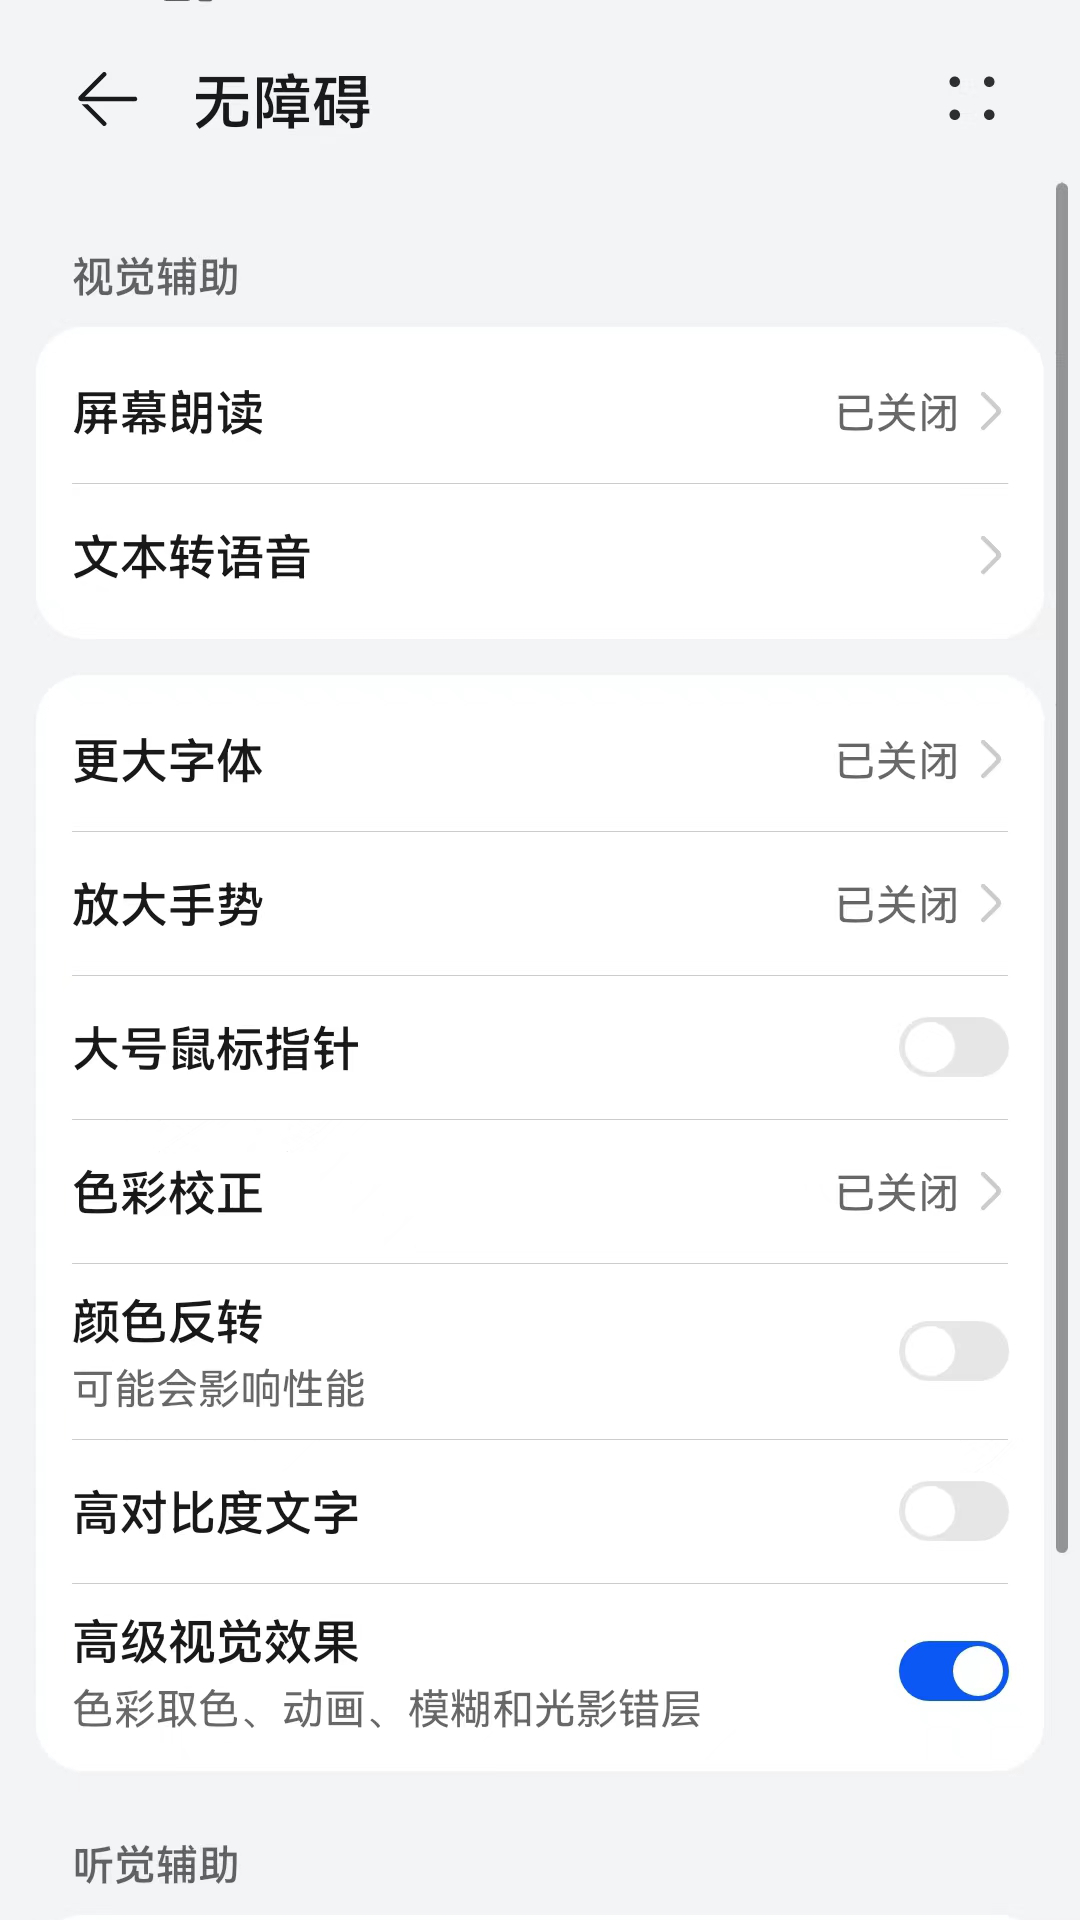 无障碍
视觉辅助
屏幕朗读 已关闭
文本转语音
更大字体 已关闭
放大手势 已关闭
大号鼠标指针
色彩校正 已关闭
颜色反转
可能会影响性能
高对比度文字
高级视觉效果
色彩取色、动画、模糊和光影错层
听觉辅助